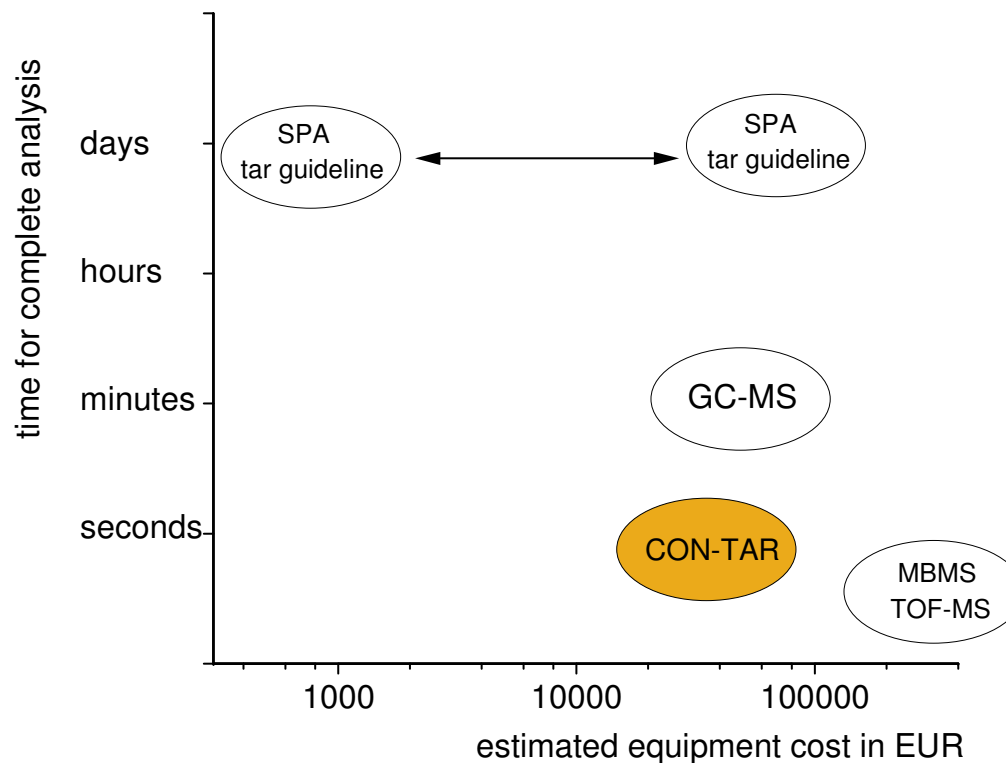 time for complete analysis
days
hours
minutes
seconds
SPA
tar guideline
SPA
tar guideline
GC-MS
CON-TAR
MBMS
TOF-MS
1000
10000
100000
estimated equipment cost in EUR